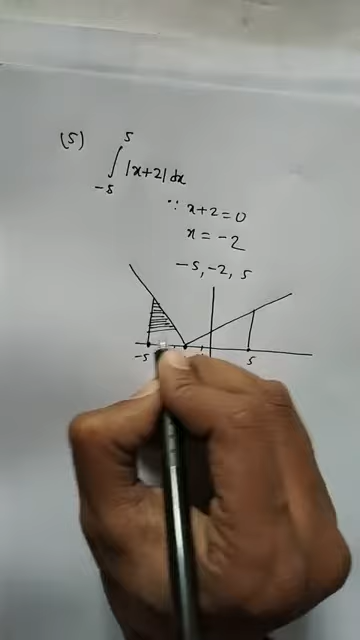 (5) ∫_{-5}^{5} |x+2| dx
∵ x+2=0
x=-2
-5, -2, 5
-5 5